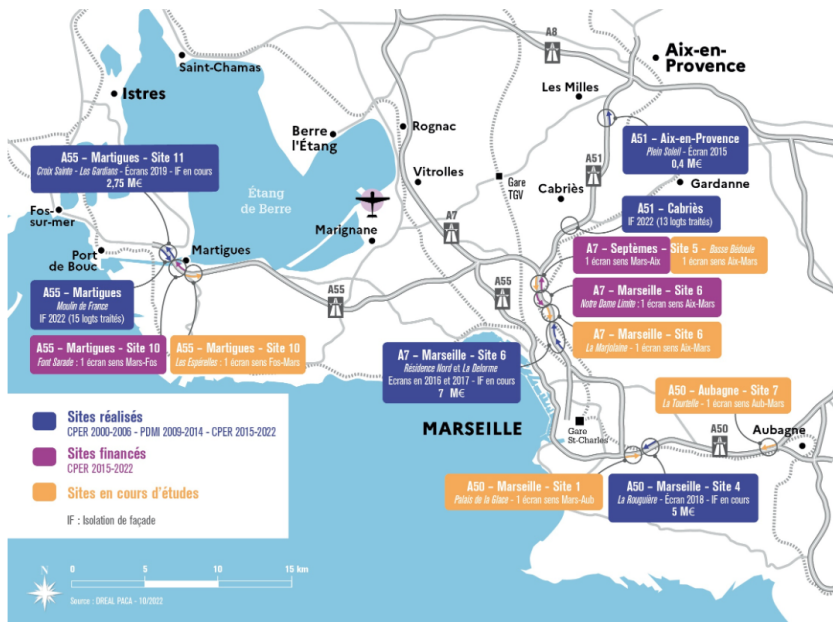 A8
Aix-en-
Provence
Saint-Chamas
Les Milles
Istres
Berre
l'Étang
Rognac
A51 – Aix-en-Provence
Plein Soleil - Écran 2015
0,4 M€
A55 – Martigues - Site 11
Croix Sainte - Les Gardians - Écrans 2019 - IF en cours
2,75 M€
A51
Vitrolles
Gare
TGV
Cabriès
Gardanne
Étang
de Berre
Fos-
sur-mer
A51 - Cabriès
IF 2022 (13 logts traités)
Marignane
A7
Port
de Bouc
Martigues
A7 – Septèmes – Site 5 - Basse Bédoule
1 écran sens Mars-Aix
1 écran sens Aix-Mars
A55
A55
A55 – Martigues
Moulin de France
IF 2022 (15 logts traités)
A7 – Marseille - Site 6
Notre Dame Limite : 1 écran sens Aix-Mars
A7 – Marseille - Site 6
La Marjolaine - 1 écran sens Aix-Mars
A55 – Martigues - Site 10
Font Sarade : 1 écran sens Mars-Fos
A55 – Martigues - Site 10
Les Espérelles : 1 écran sens Fos-Mars
A7 – Marseille - Site 6
Résidence Nord et La Delorme
Ecrans en 2016 et 2017 - IF en cours
7 M€
A50 – Aubagne - Site 7
La Tourtelle - 1 écran sens Aub-Mars
Sites réalisés
CPER 2000-2006 - PDMI 2009-2014 - CPER 2015-2022
MARSEILLE
Gare
St-Charles
A50
Aubagne
Sites financés
CPER 2015-2022
Sites en cours d'études
A50 – Marseille - Site 1
Palais de la Glace - 1 écran sens Mars-Aub
A50 – Marseille - Site 4
La Rouguière - Écran 2018 - IF en cours
5 M€
IF : Isolation de façade
N
0 5 10 15 km
Source : DREAL PACA - 10/2022